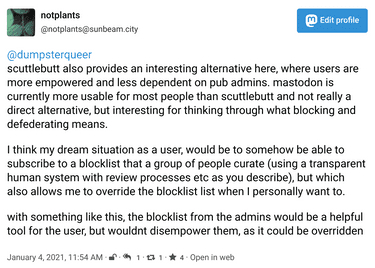 notplants
@notplants@sunbeam.city
Edit profile
@dumpsterqueer
scuttlebutt also provides an interesting alternative here, where users are
more empowered and less dependent on pub admins. mastodon is
currently more usable for most people than scuttlebutt and not really a
direct alternative, but interesting for thinking through what blocking and
defederating means.
I think my dream situation as a user, would be to somehow be able to
subscribe to a blocklist that a group of people curate (using a transparent
human system with review processes etc as you describe), but which
also allows me to override the blocklist list when I personally want to.
with something like this, the blocklist from the admins would be a helpful
tool for the user, but wouldnt disempower them, as it could be overridden
January 4, 2021, 11:54 AM · 1 · 1 · 4 · Open in web